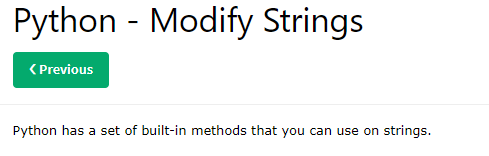 Python - Modify Strings
❮ Previous
Python has a set of built-in methods that you can use on strings.